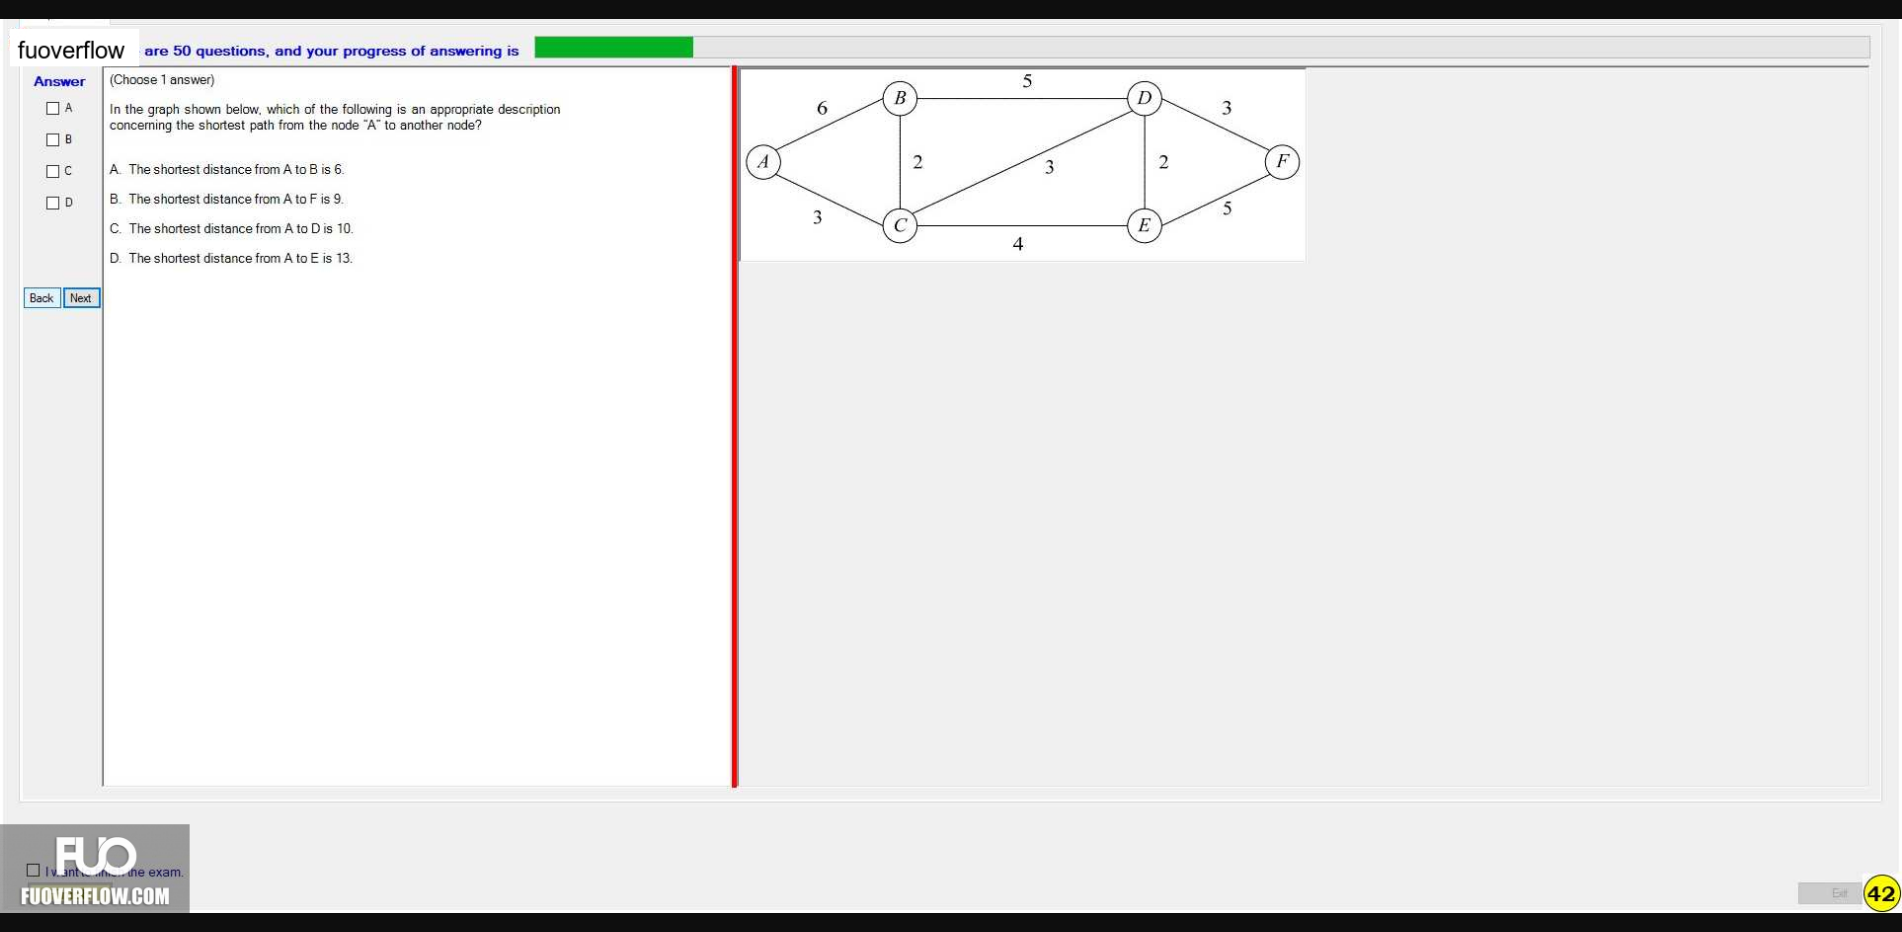 fuoverflow are 50 questions, and your progress of answering is
Answer
A
B
C
D
Back Next
(Choose 1 answer)
In the graph shown below, which of the following is an appropriate description
concerning the shortest path from the node "A" to another node?
A. The shortest distance from A to B is 6.
B. The shortest distance from A to F is 9.
C. The shortest distance from A to D is 10.
D. The shortest distance from A to E is 13.
5
6 B D 3
A 2 3 2 F
3 C E 5
4
FUO
I want to finish the exam.
FUOVERFLOW.COM
Exit 42